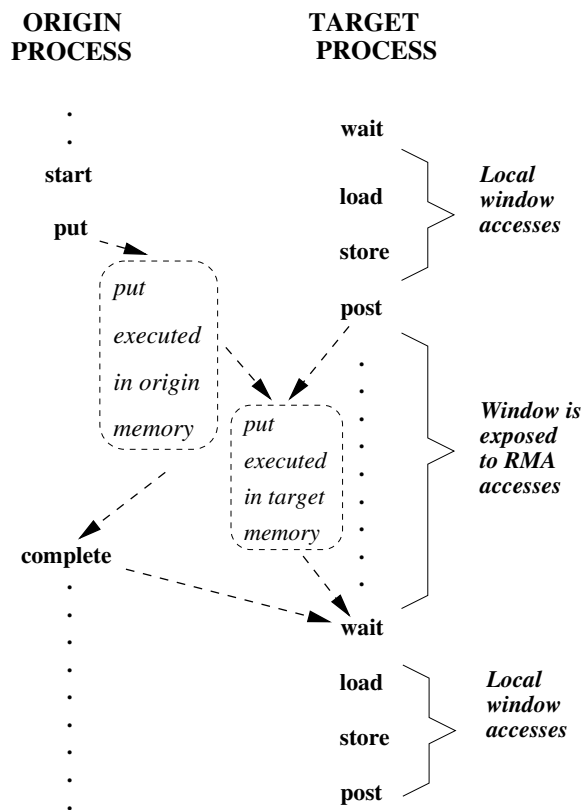 ORIGIN
PROCESS
TARGET
PROCESS
wait
start
load
Local
window
accesses
put
store
put
executed
in origin
memory
post
put
executed
in target
memory
Window is
exposed
to RMA
accesses
complete
wait
load
Local
window
accesses
store
post